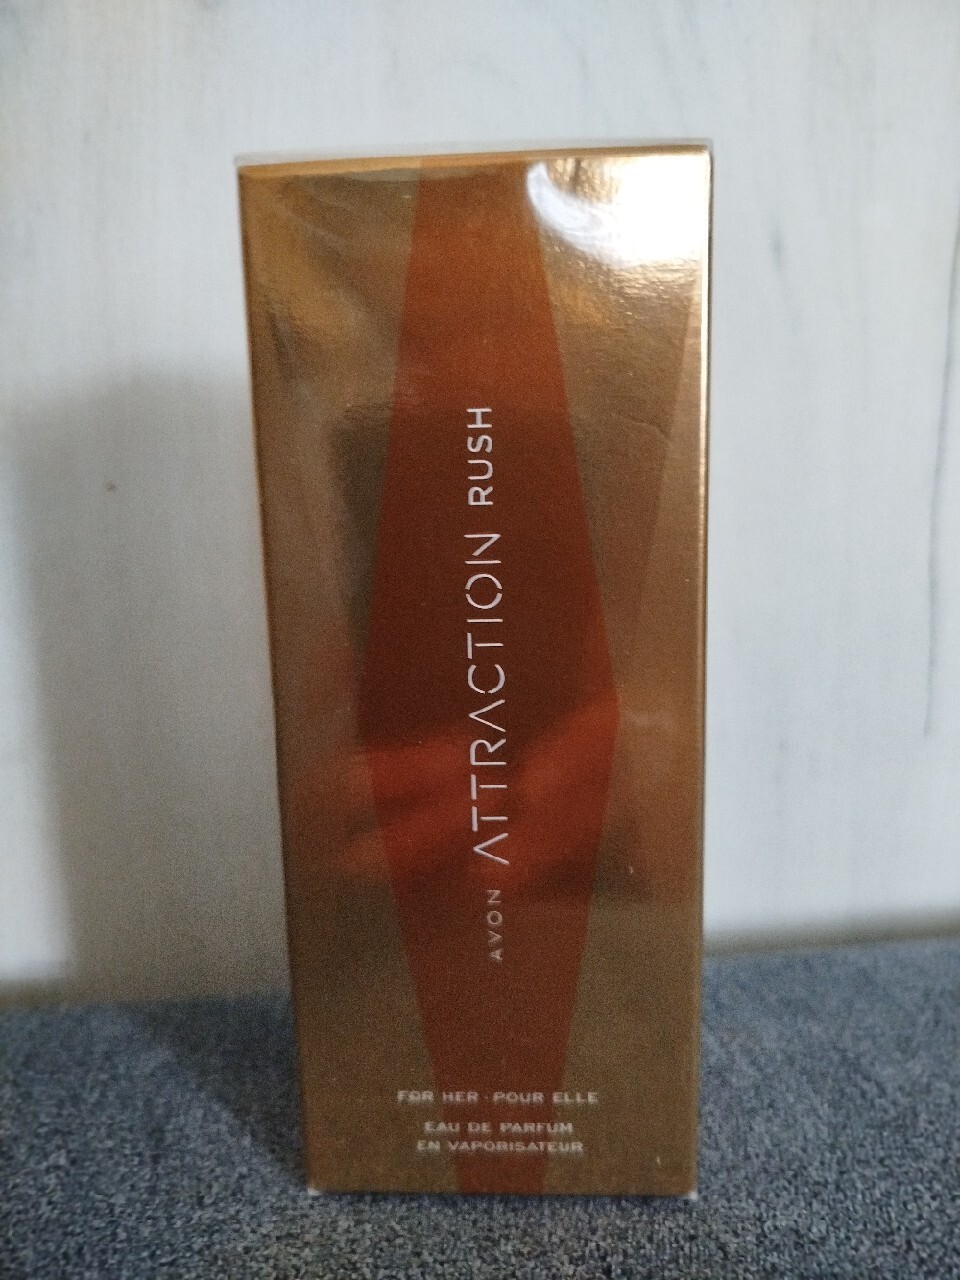 AVON ATTRACTION RUSH
FOR HER · POUR ELLE
EAU DE PARFUM
EN VAPORISATEUR